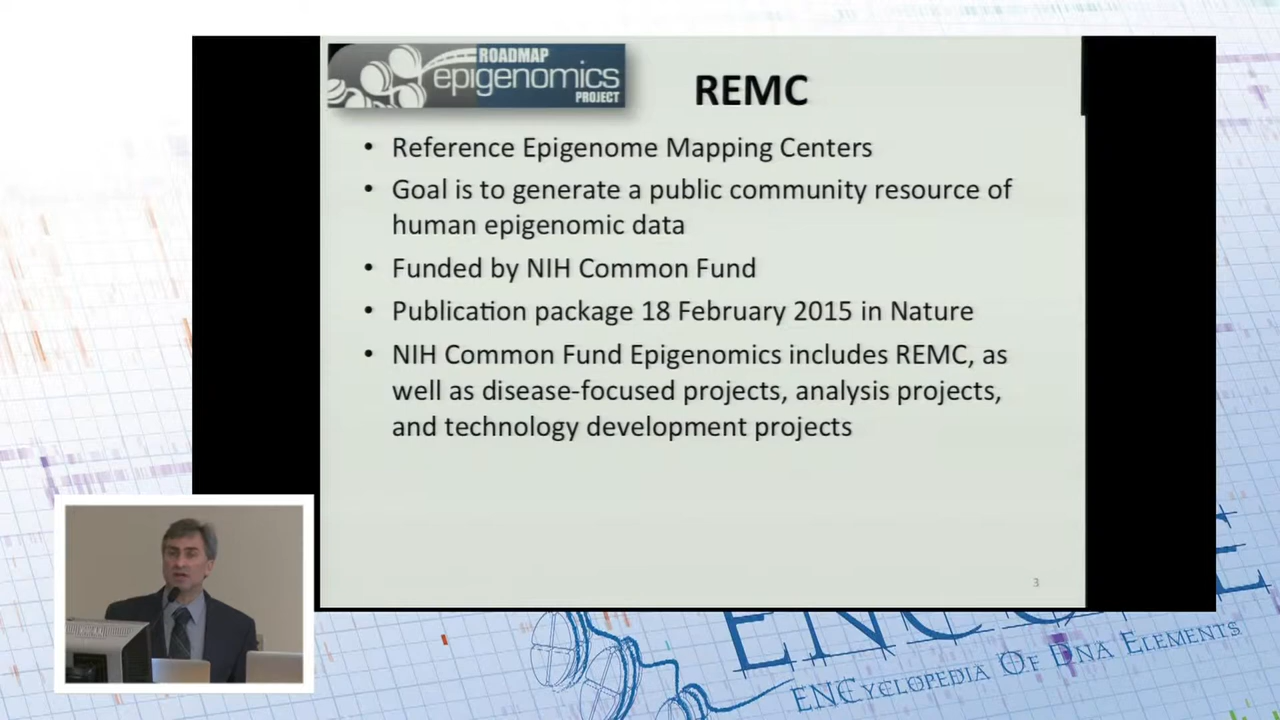 ROADMAP
epigenomics
PROJECT
REMC
• Reference Epigenome Mapping Centers
• Goal is to generate a public community resource of
human epigenomic data
• Funded by NIH Common Fund
• Publication package 18 February 2015 in Nature
• NIH Common Fund Epigenomics includes REMC, as
well as disease-focused projects, analysis projects,
and technology development projects
3
ENCyclopedia Of DNA Elements